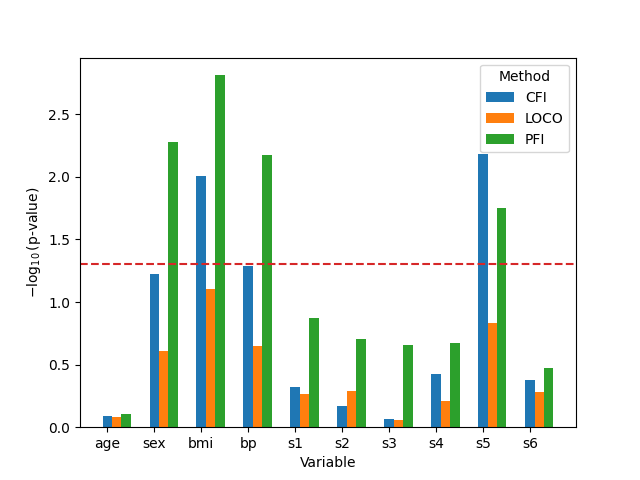 Method
CFI
LOCO
PFI
2.5
2.0
1.5
1.0
0.5
0.0
−log₁₀(p-value)
age sex bmi bp s1 s2 s3 s4 s5 s6
Variable